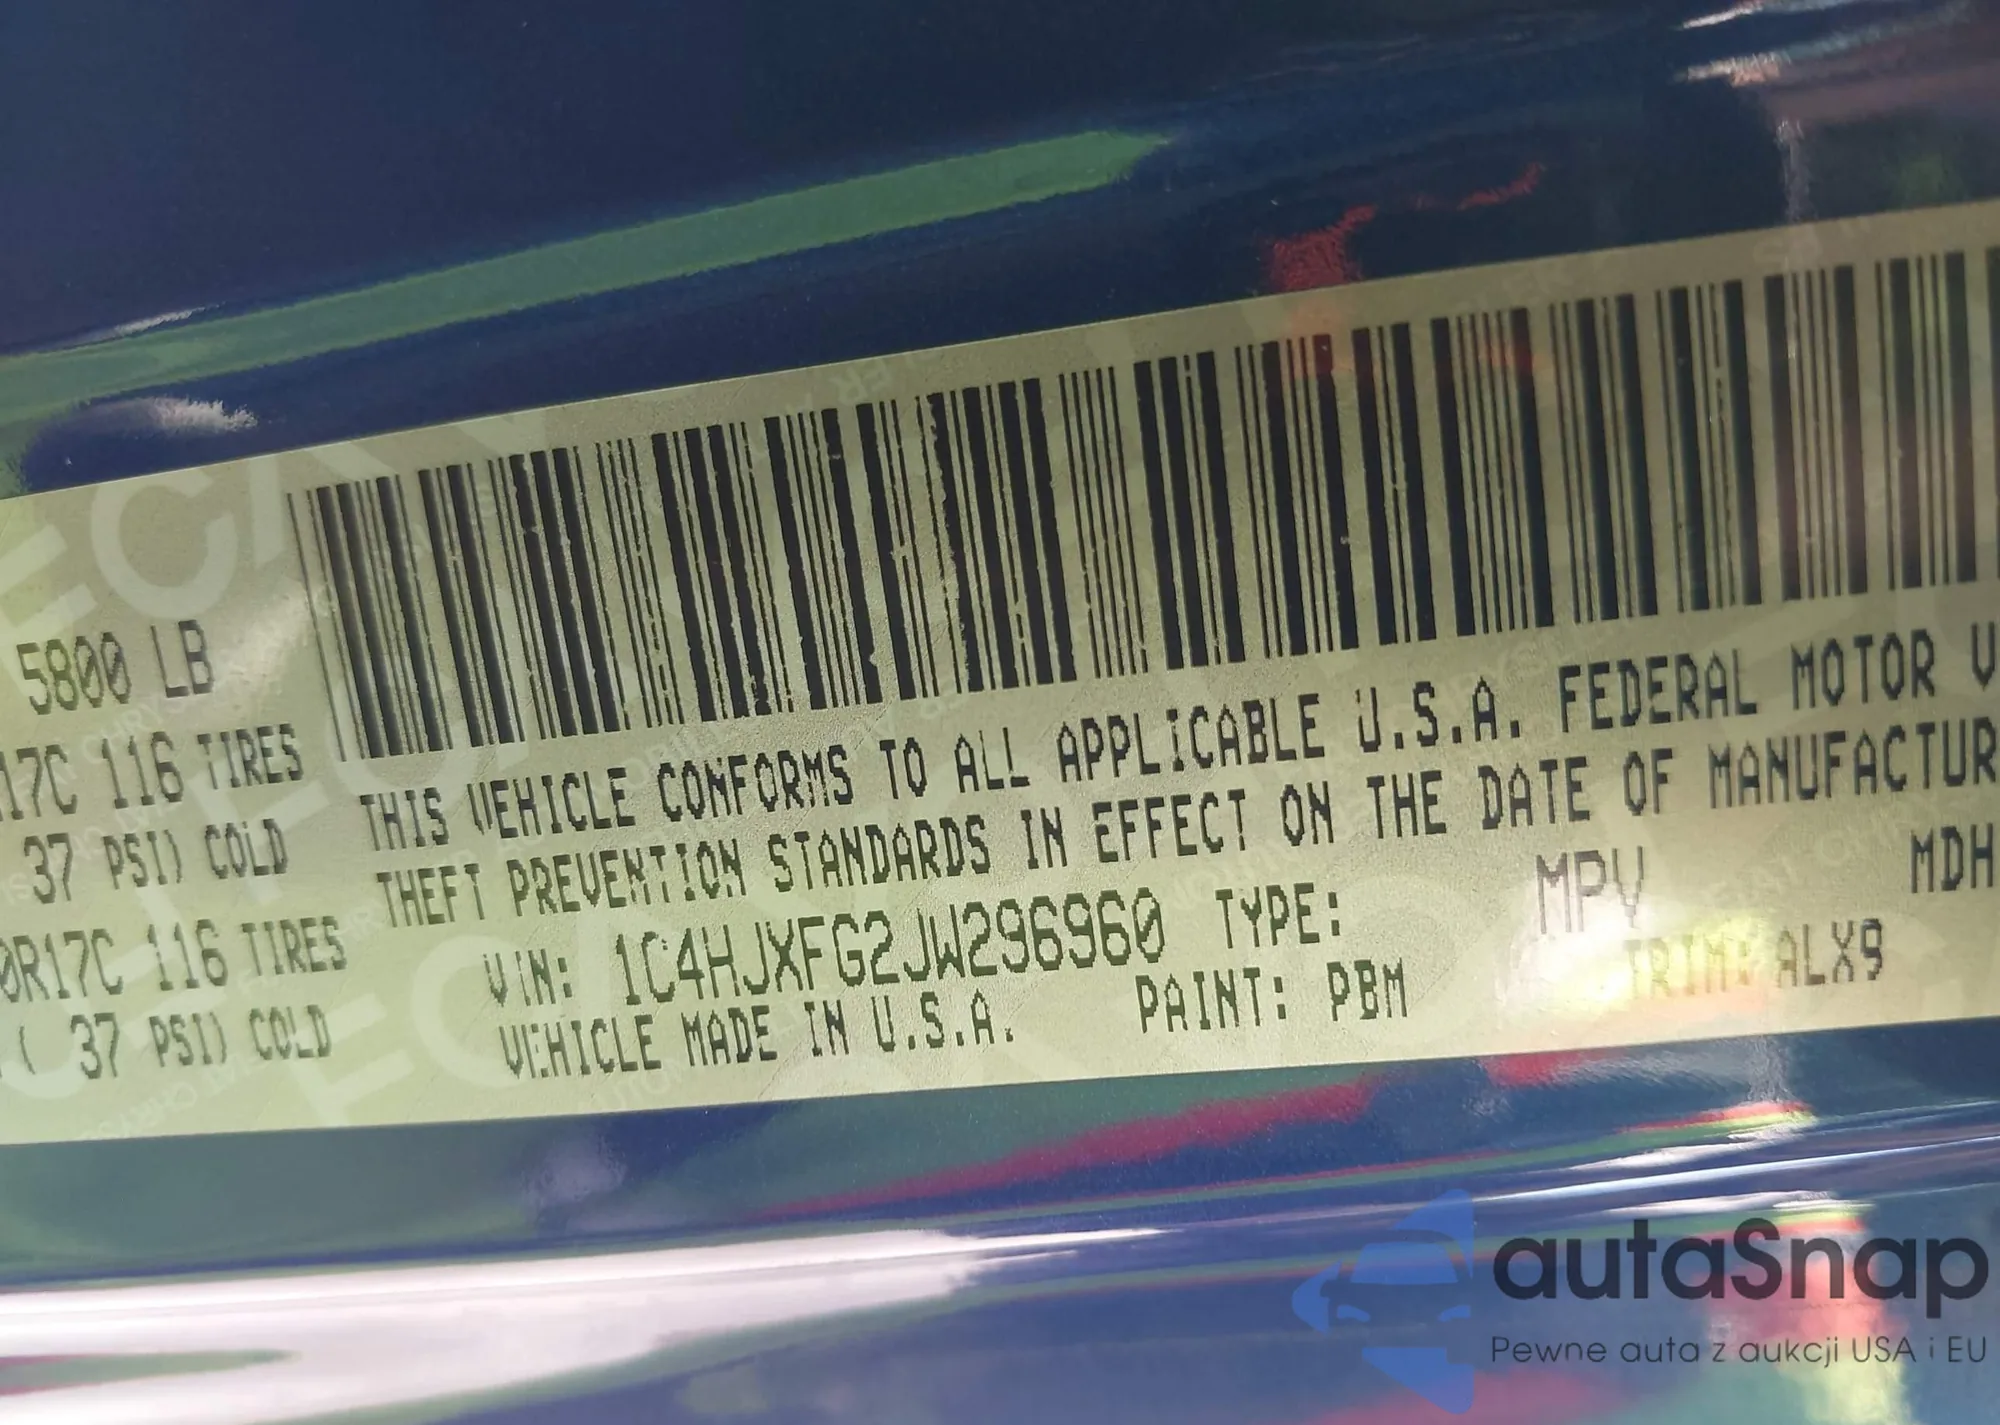 5800 LB
R17C 116 TIRES
37 PSI) COLD
0R17C 116 TIRES
( 37 PSI) COLD
THIS VEHICLE CONFORMS TO ALL APPLICABLE U.S.A. FEDERAL MOTOR V
THEFT PREVENTION STANDARDS IN EFFECT ON THE DATE OF MANUFACTUR
VIN: 1C4HJXFG2JW296960 TYPE: MPV MDH
VEHICLE MADE IN U.S.A. PAINT: PBM TRIM: ALX9
autaSnap
Pewne auta z aukcji USA i EU